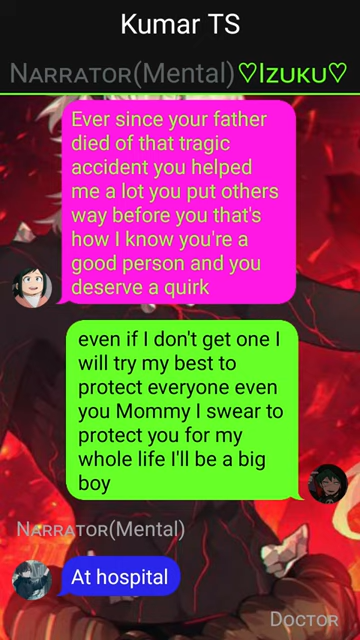 Kumar TS
Narrator(Mental) ♡Izuku♡
Ever since your father
died of that tragic
accident you helped
me a lot you put others
way before you that's
how I know you're a
good person and you
deserve a quirk
even if I don't get one I
will try my best to
protect everyone even
you Mommy I swear to
protect you for my
whole life I'll be a big
boy
Narrator(Mental)
At hospital
Doctor